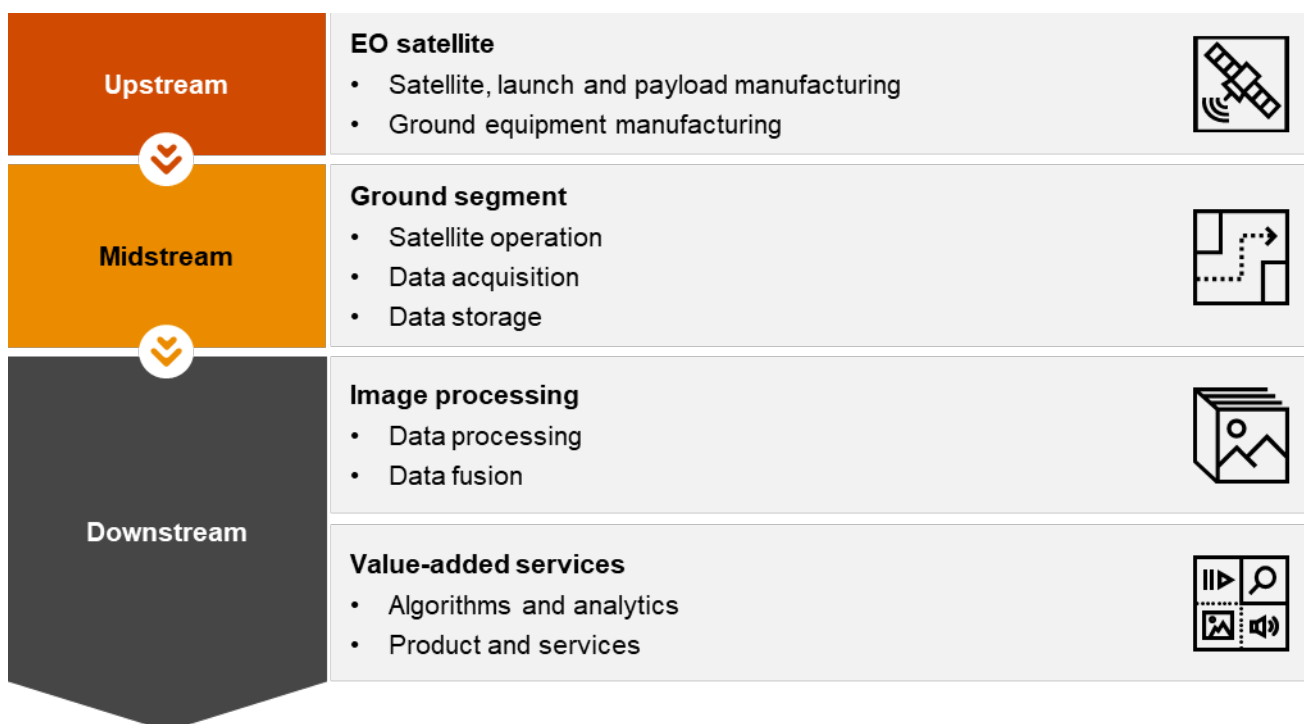 Upstream
EO satellite
• Satellite, launch and payload manufacturing
• Ground equipment manufacturing
Midstream
Ground segment
• Satellite operation
• Data acquisition
• Data storage
Downstream
Image processing
• Data processing
• Data fusion
Value-added services
• Algorithms and analytics
• Product and services